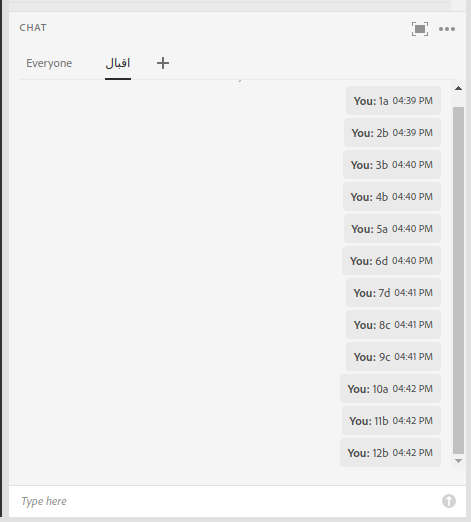 CHAT
Everyone اقبال +
You: 1a 04:39 PM
You: 2b 04:39 PM
You: 3b 04:40 PM
You: 4b 04:40 PM
You: 5a 04:40 PM
You: 6d 04:40 PM
You: 7d 04:41 PM
You: 8c 04:41 PM
You: 9c 04:41 PM
You: 10a 04:42 PM
You: 11b 04:42 PM
You: 12b 04:42 PM
Type here